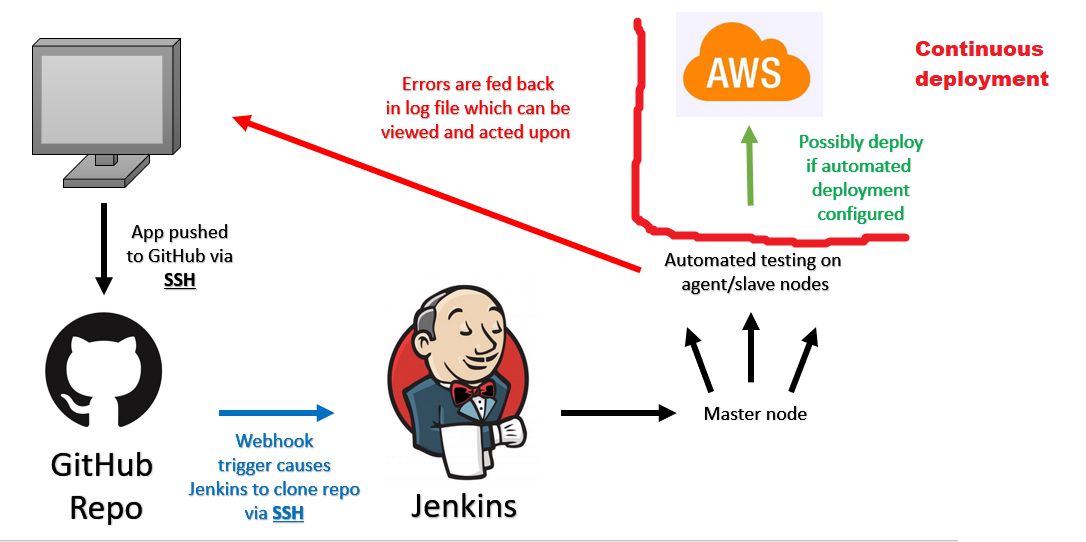 AWS
Continuous
deployment
Errors are fed back
in log file which can be
viewed and acted upon
Possibly deploy
if automated
deployment
configured
App pushed
to GitHub via
SSH
Automated testing on
agent/slave nodes
Master node
Webhook
trigger causes
Jenkins to clone repo
via SSH
GitHub
Repo
Jenkins